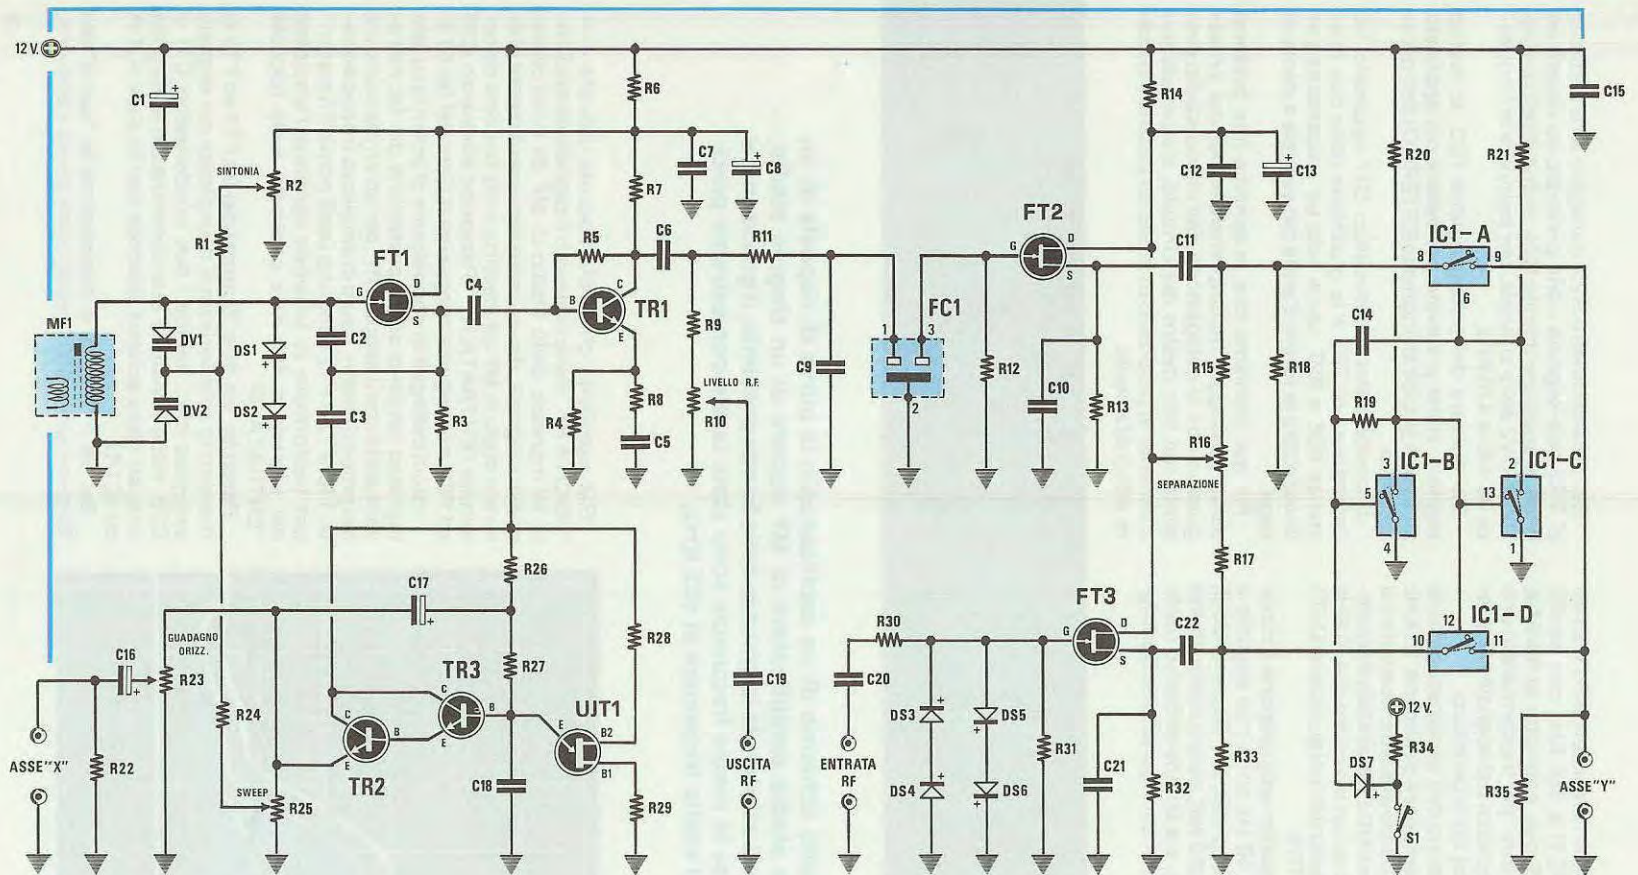 12 V.
C1
R6
R14
C15
SINTONIA
R2
C7
C8
R7
C12
C13
R20
R21
R1
FT1
R5
C6
R11
FT2
C11
IC1-A
8
9
6
G
D
S
C4
B
C
E
TR1
FC1
1
3
2
G
D
S
MF1
DV1
DV2
DS1
DS2
C2
C3
R3
R4
R8
C5
R9
LIVELLO R.F.
R10
C9
R12
C10
R13
R15
R18
R16
SEPARAZIONE
C14
R19
IC1-B
3
5
4
IC1-C
2
13
1
R26
C17
R17
GUADAGNO
ORIZZ.
C16
R23
R27
R28
FT3
G
D
S
C22
IC1-D
12
10
11
R30
TR3
C
B
E
UJT1
E
B2
B1
C19
C20
DS3
DS5
12 V.
ASSE"X"
R22
R24
C
B
E
TR2
C18
USCITA
RF
ENTRATA
RF
DS4
DS6
R31
C21
R32
R33
DS7
R34
R35
ASSE"Y"
SWEEP
R25
R29
S1